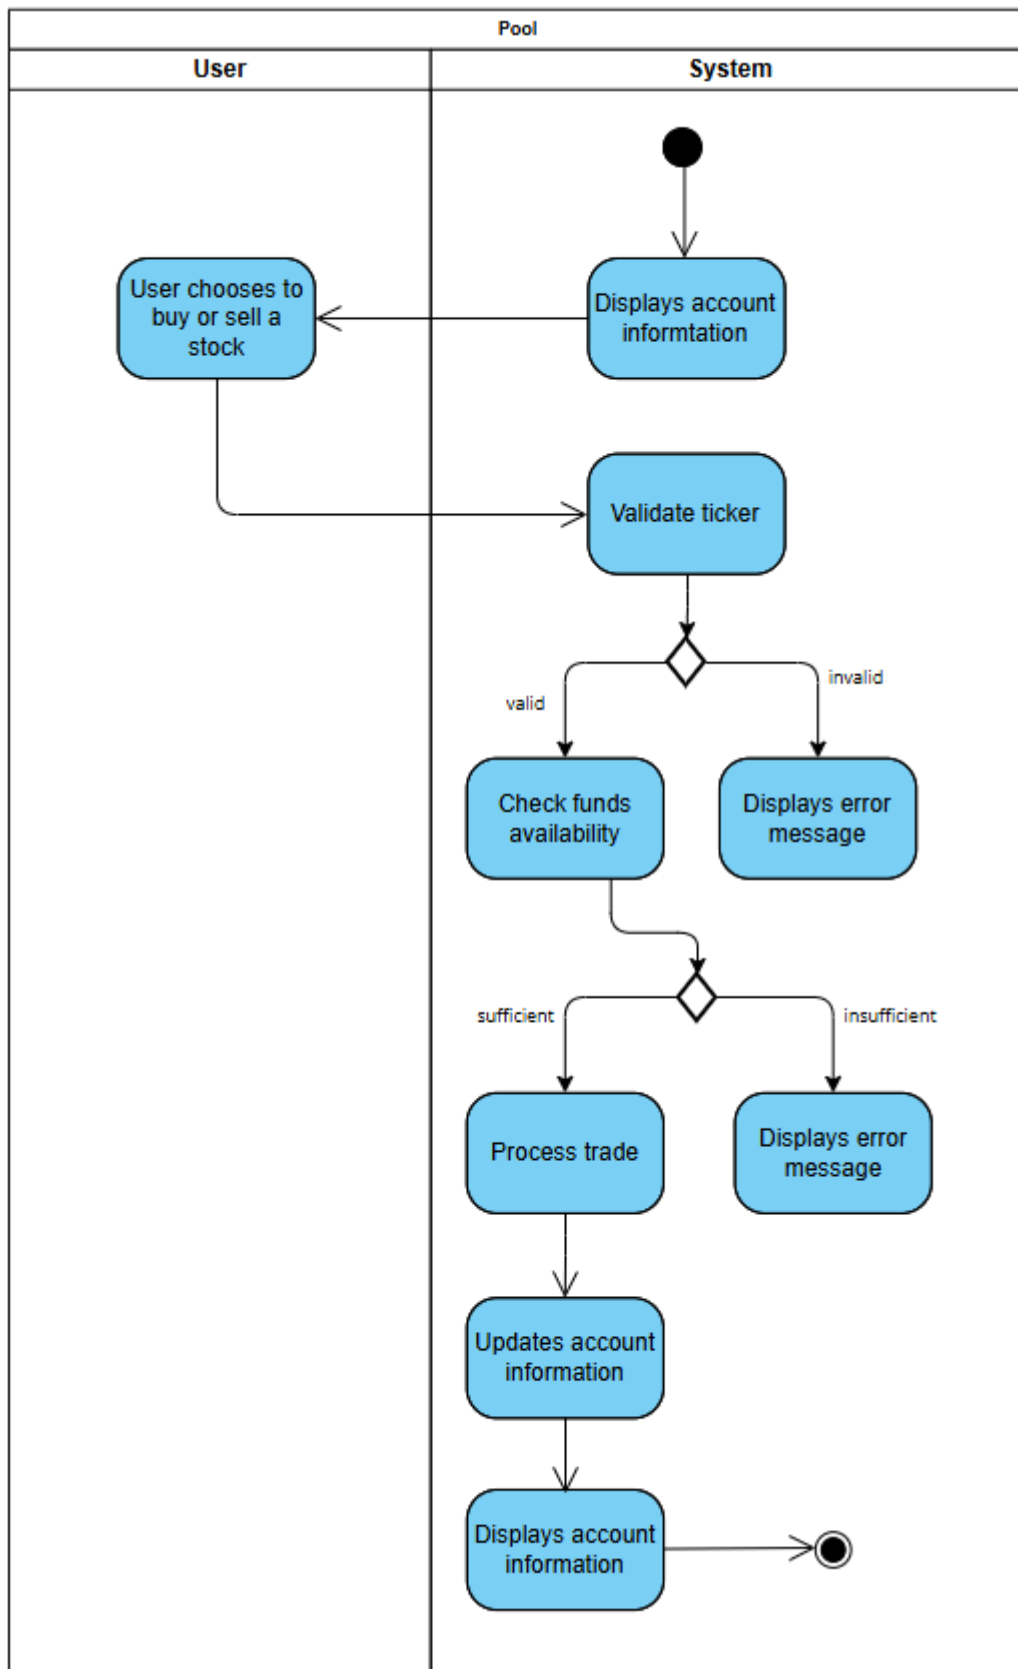 Pool
User
System
User chooses to
buy or sell a
stock
Displays account
informtation
Validate ticker
valid
invalid
Check funds
availability
Displays error
message
sufficient
insufficient
Process trade
Displays error
message
Updates account
information
Displays account
information